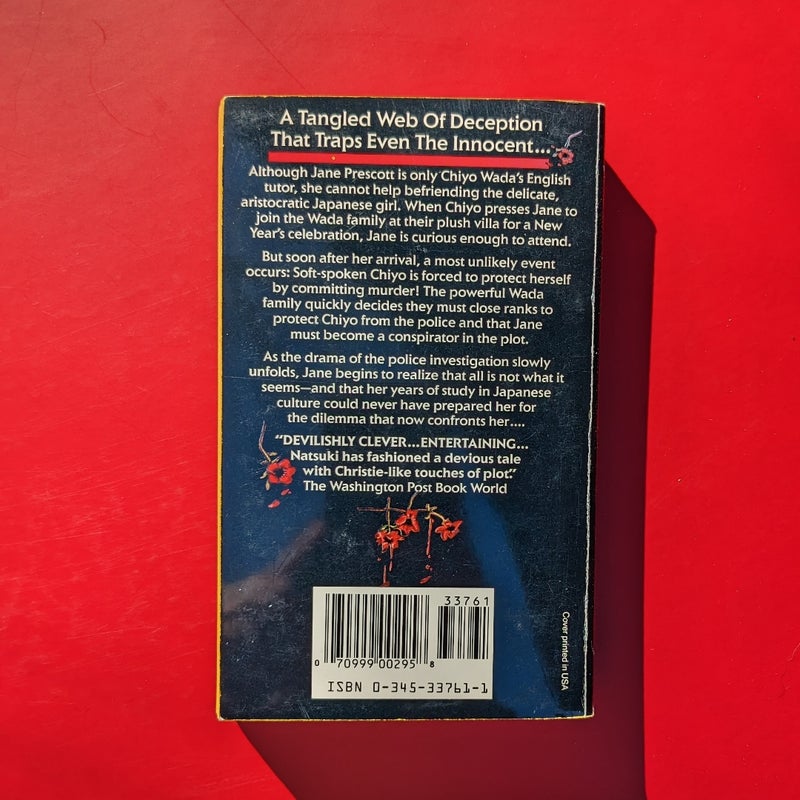 A Tangled Web Of Deception
That Traps Even The Innocent...
Although Jane Prescott is only Chiyo Wada's English
tutor, she cannot help befriending the delicate,
aristocratic Japanese girl. When Chiyo presses Jane to
join the Wada family at their plush villa for a New
Year's celebration, Jane is curious enough to attend.
But soon after her arrival, a most unlikely event
occurs: Soft-spoken Chiyo is forced to protect herself
by committing murder! The powerful Wada
family quickly decides they must close ranks to
protect Chiyo from the police and that Jane
must become a conspirator in the plot.
As the drama of the police investigation slowly
unfolds, Jane begins to realize that all is not what it
seems—and that her years of study in Japanese
culture could never have prepared her for
the dilemma that now confronts her....
"DEVILISHLY CLEVER...ENTERTAINING...
Natsuki has fashioned a devious tale
with Christie-like touches of plot."
The Washington Post Book World
33761
0 70999 00295 8
ISBN 0-345-33761-1
Cover printed in USA